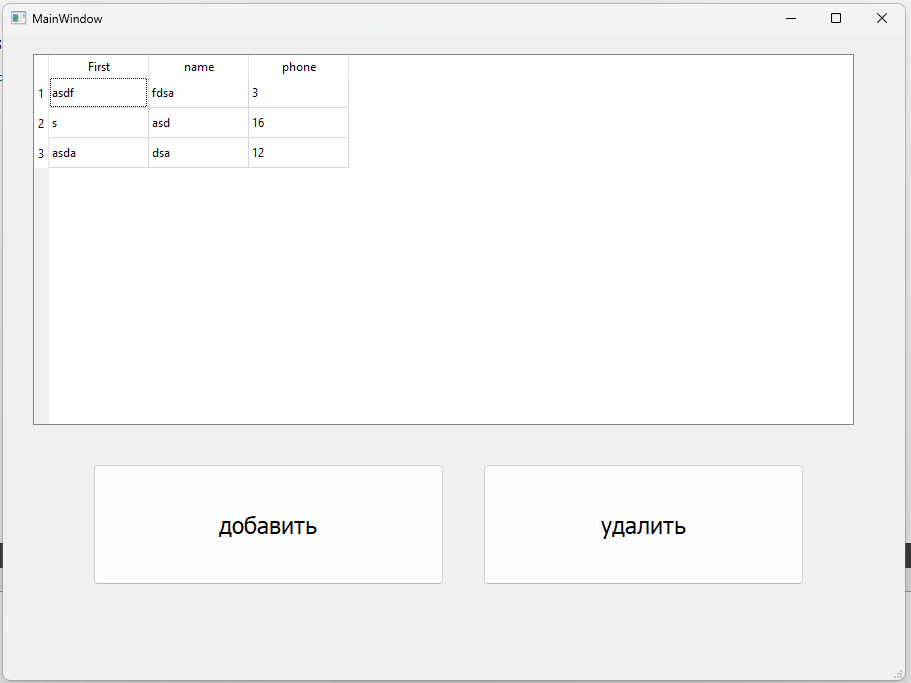 MainWindow
First name phone
1 asdf fdsa 3
2 s asd 16
3 asda dsa 12
добавить удалить